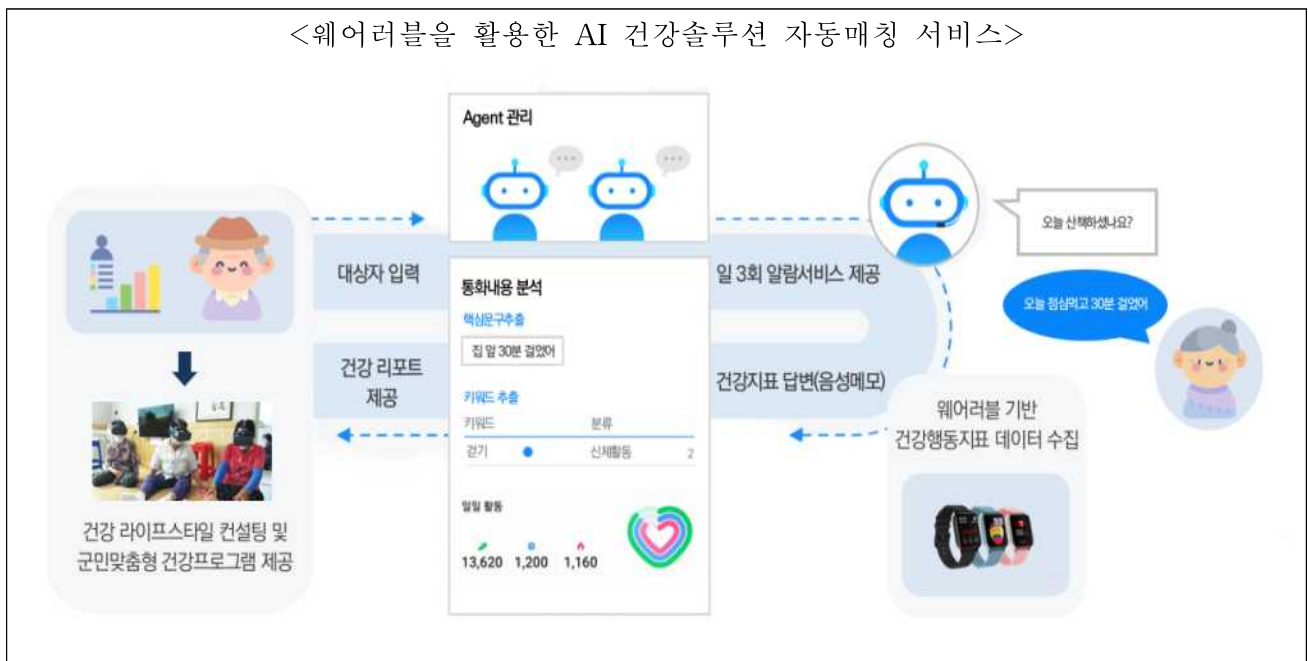 <웨어러블을 활용한 AI 건강솔루션 자동매칭 서비스>
Agent 관리
대상자 입력
일 3회 알람서비스 제공
오늘 산책하셨나요?
오늘 점심먹고 30분 걸었어
통화내용 분석
핵심문구추출
집 앞 30분 걸었어
키워드 추출
키워드 분류
걷기 신체활동 2
일일 활동
13,620 1,200 1,160
건강 리포트
제공
건강지표 답변(음성메모)
웨어러블 기반
건강행동지표 데이터 수집
건강 라이프스타일 컨설팅 및
군민맞춤형 건강프로그램 제공